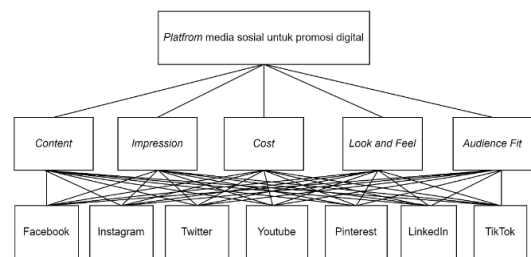 Platfrom media sosial untuk promosi digital
Content
Impression
Cost
Look and Feel
Audience Fit
Facebook
Instagram
Twitter
Youtube
Pinterest
LinkedIn
TikTok